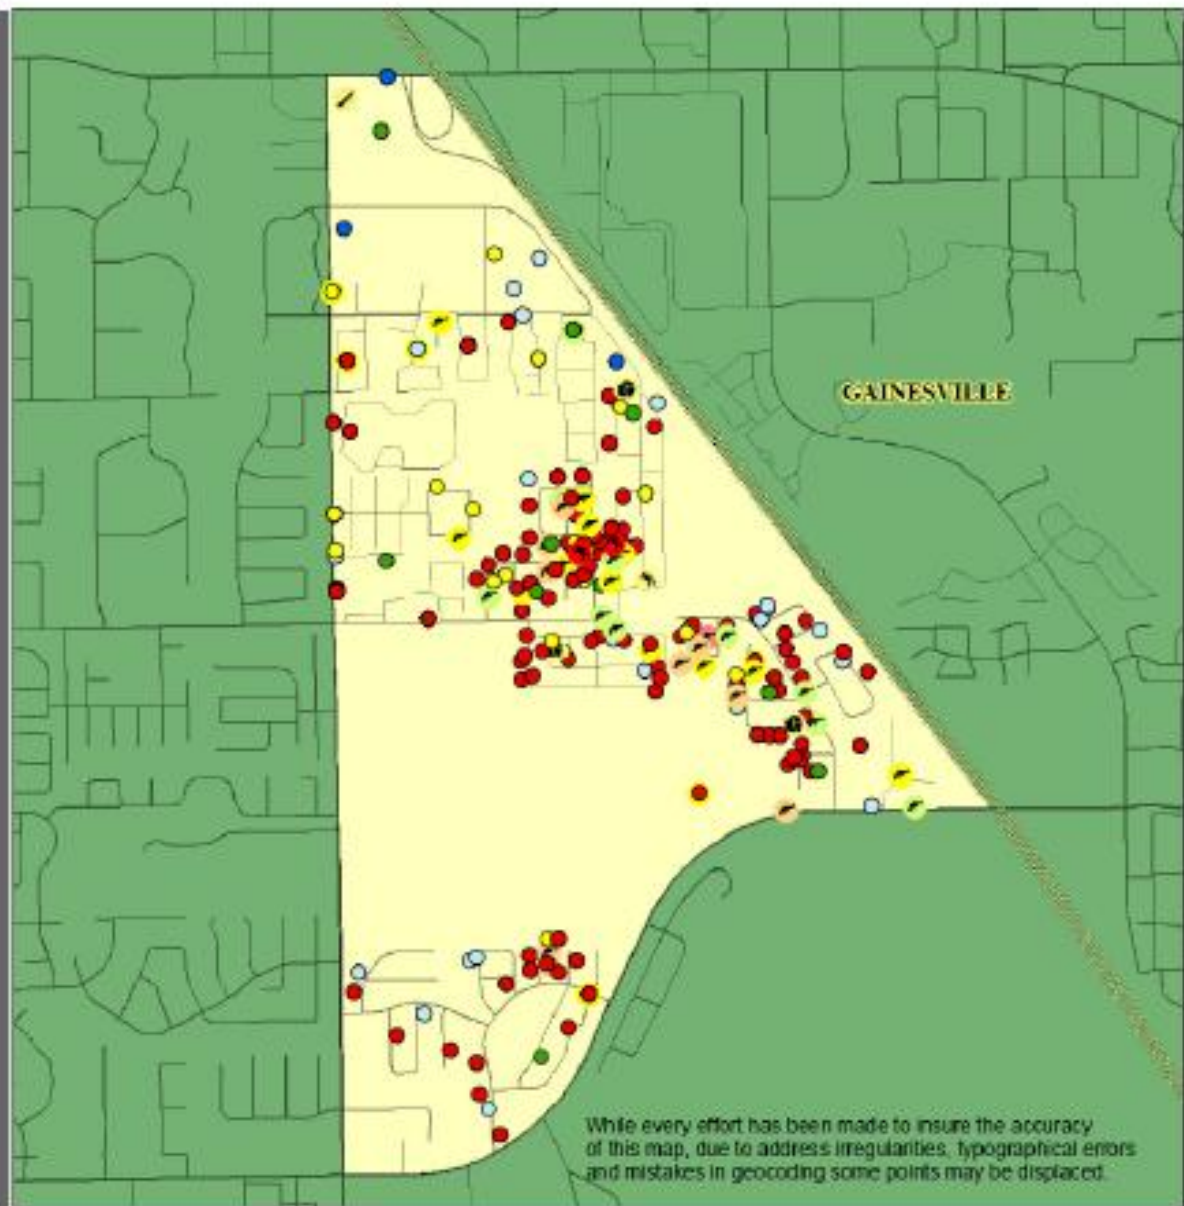 GAINESVILLE
While every effort has been made to insure the accuracy
of this map, due to address irregularities, typographical errors
and mistakes in geocoding some points may be displaced.